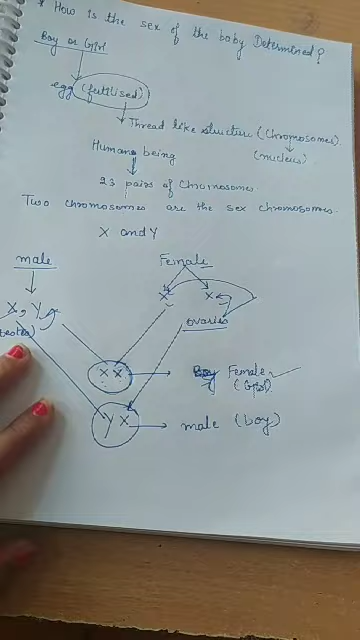 * How is the sex of the baby Determined?
Boy or Girl
egg (futilised)
Thread like structure (Chromosomes).
(nucleus)
Human being
23 pairs of Chromosomes.
Two chromosomes are the sex chromosomes.
X and Y
male
Female
X, Y
X X
ovaries
XX
Female
(Girl).
YX
male (boy)